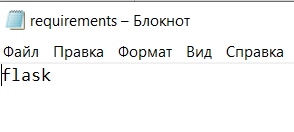 requirements – Блокнот
Файл Правка Формат Вид Справка
flask